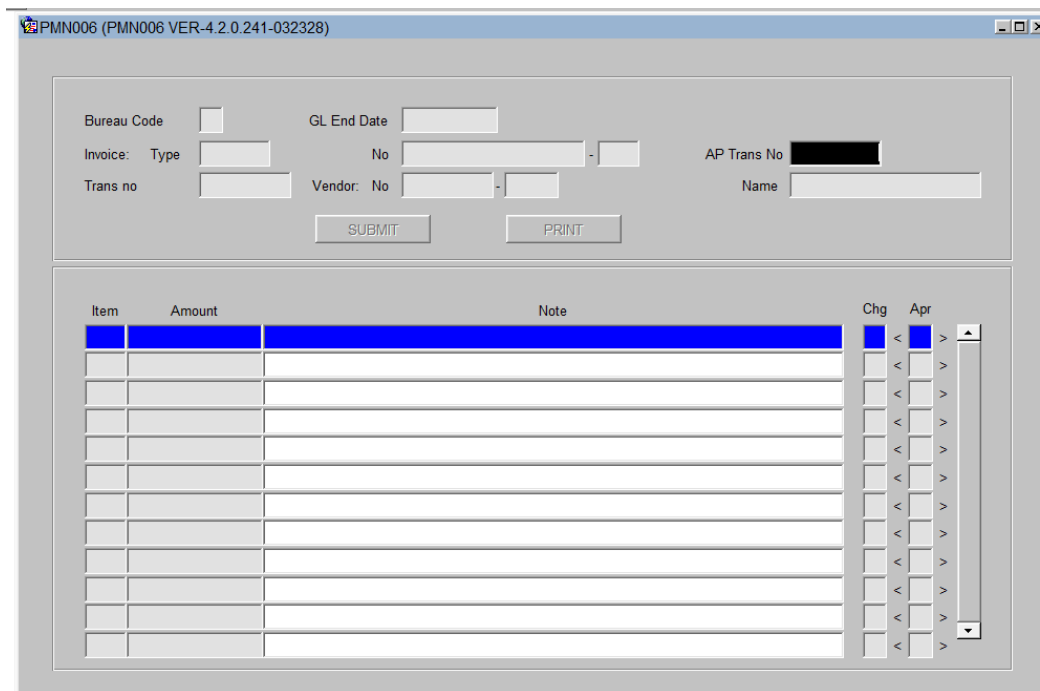 PMN006 (PMN006 VER-4.2.0.241-032328)
Bureau Code GL End Date
Invoice: Type No - AP Trans No
Trans no Vendor: No - Name
SUBMIT PRINT
Item Amount Note Chg Apr
< >
< >
< >
< >
< >
< >
< >
< >
< >
< >
< >
< >